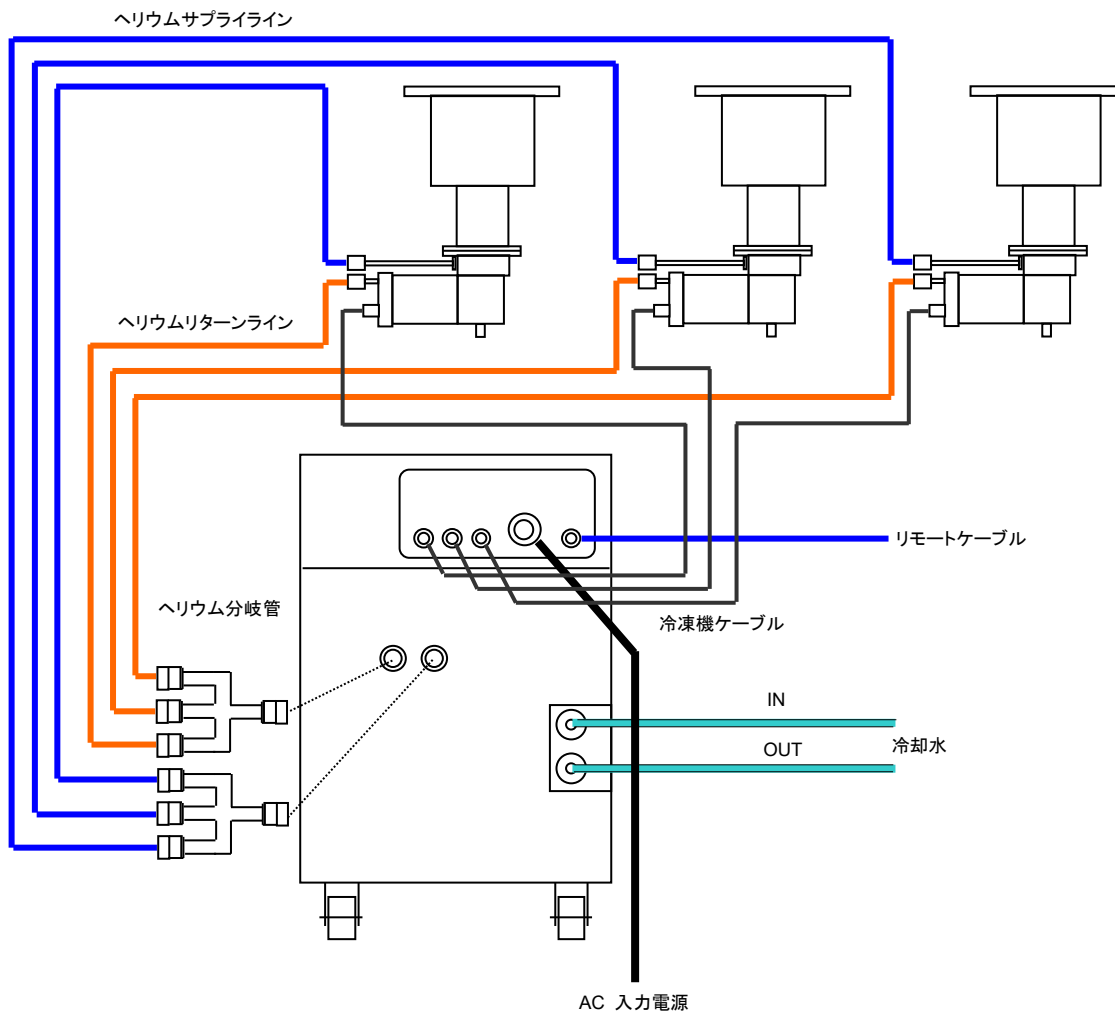 ヘリウムサプライライン
ヘリウムリターンライン
リモートケーブル
ヘリウム分岐管
冷凍機ケーブル
IN
OUT
冷却水
AC 入力電源